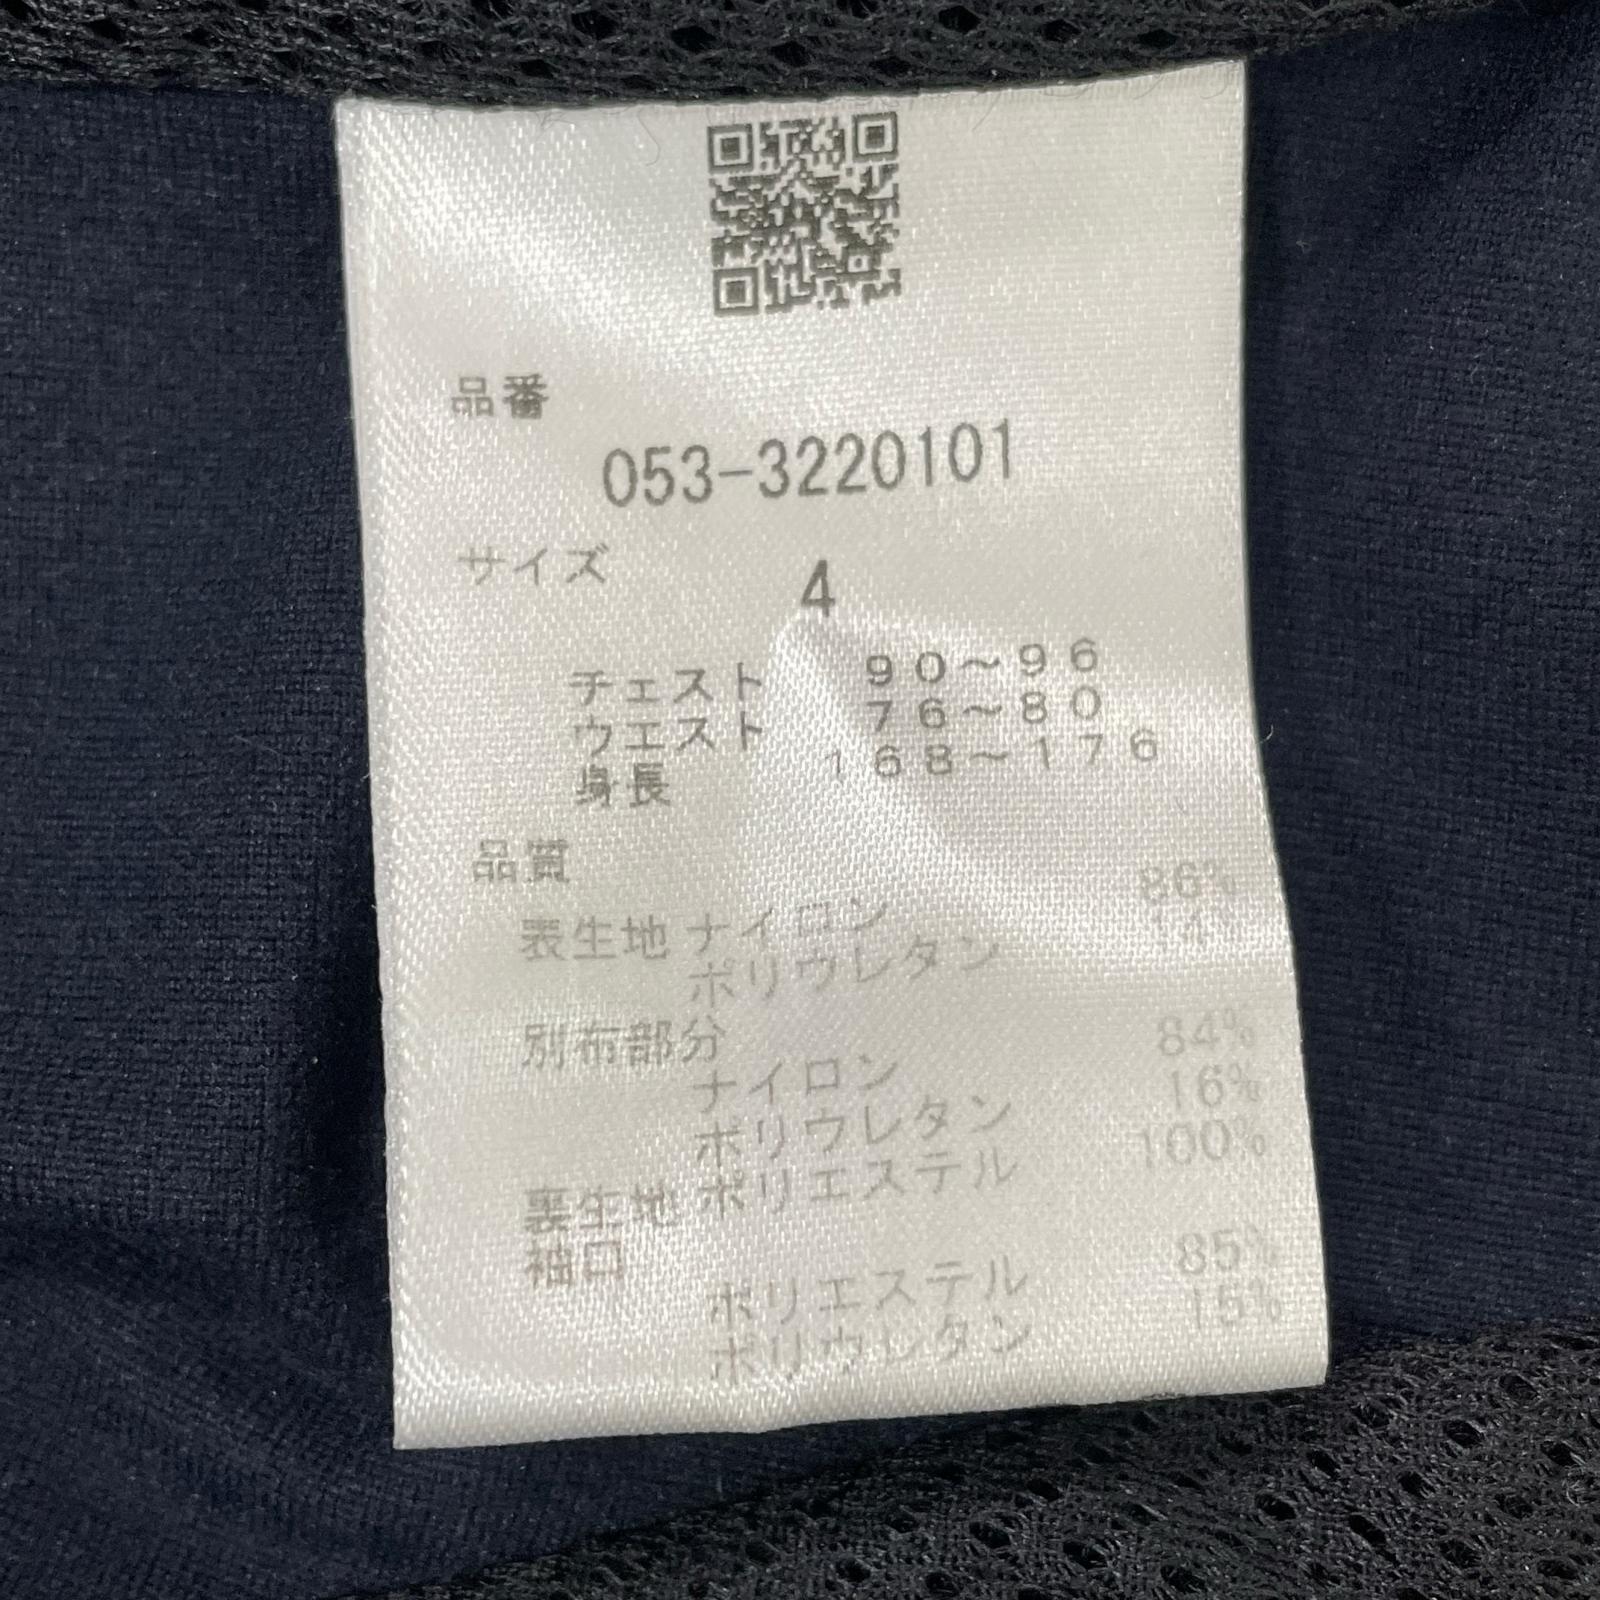 品番
053-3220101
サイズ 4
チェスト 90～96
ウエスト 76～80
身長 168～176
品質
表生地 ナイロン 86%
ポリウレタン 14%
別布部分
ナイロン 84%
ポリウレタン 16%
裏生地 ポリエステル 100%
袖口
ポリエステル 85%
ポリウレタン 15%